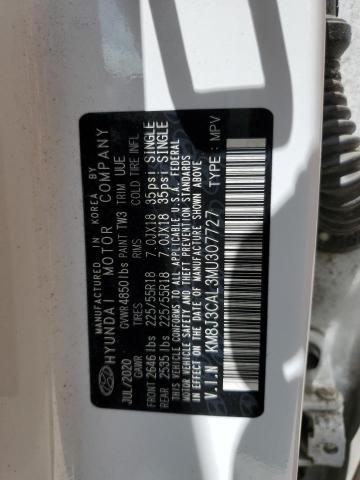 MANUFACTURED IN KOREA BY
HYUNDAI MOTOR COMPANY
JUL/2020 GVWR 4850 lbs PAINT TW3 TRIM UUE
GAWR TIRES RMS COLD TIRE INFL
FRONT 2646 lbs 225/55R18 7.0JX18 35psi SINGLE
REAR 2535 lbs 225/55R18 7.0JX18 35psi SINGLE
THIS VEHICLE CONFORMS TO ALL APPLICABLE U.S.A. FEDERAL
MOTOR VEHICLE SAFETY AND THEFT PREVENTION STANDARDS
IN EFFECT ON THE DATE OF MANUFACTURE SHOWN ABOVE.
V.I.N : KM8J3CAL3MU307727 TYPE : MPV